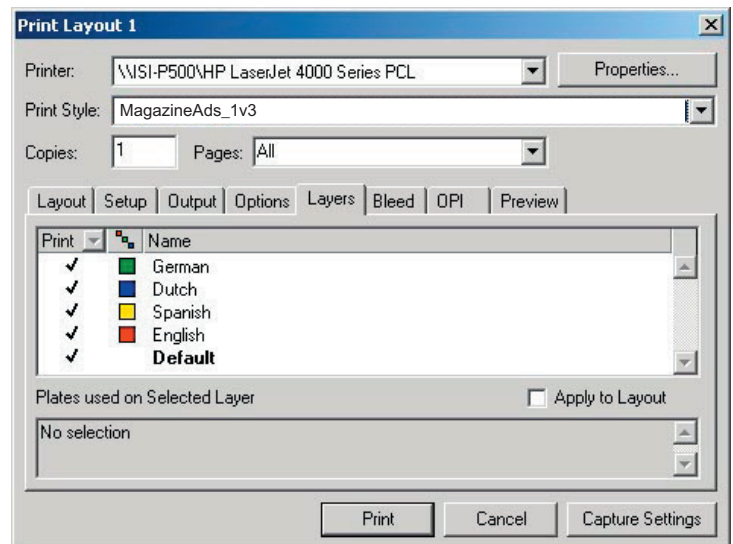 Print Layout 1
Printer: \\ISI-P500\HP LaserJet 4000 Series PCL Properties...
Print Style: MagazineAds_1v3
Copies: 1 Pages: All
Layout Setup Output Options Layers Bleed OPI Preview
Print Name
German
Dutch
Spanish
English
Default
Plates used on Selected Layer Apply to Layout
No selection
Print Cancel Capture Settings